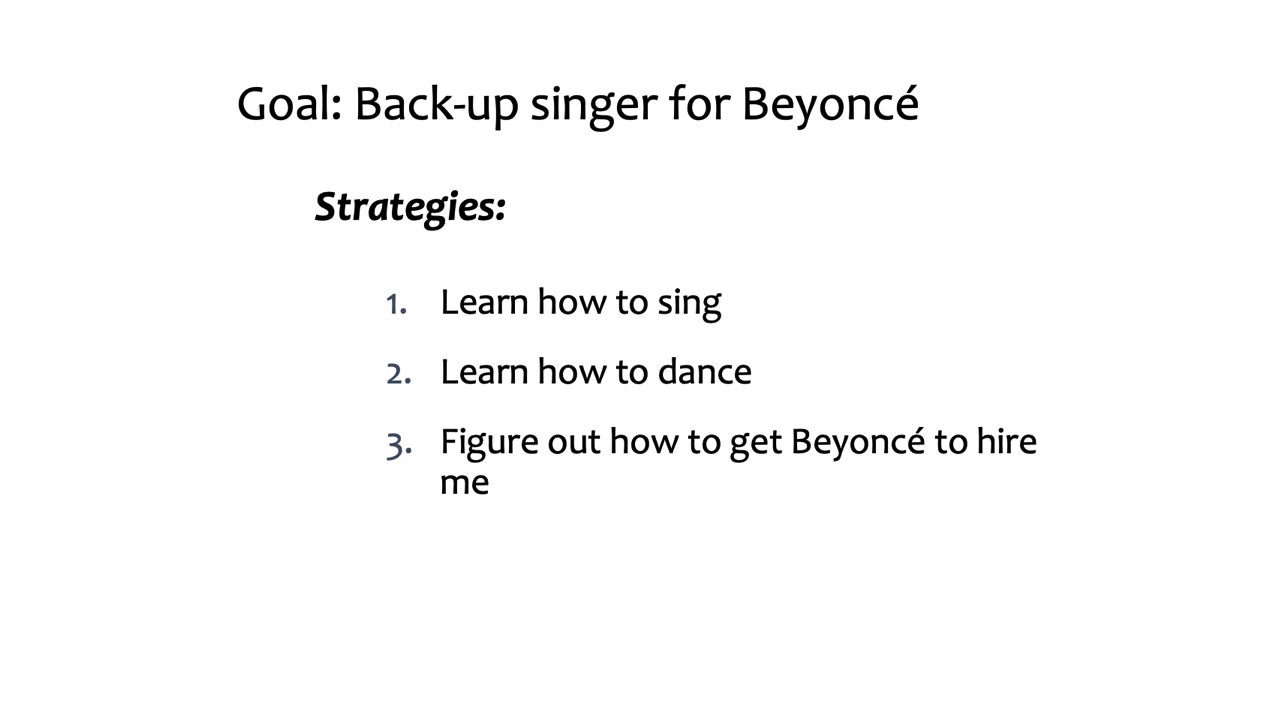 Goal: Back-up singer for Beyoncé
Strategies:
1. Learn how to sing
2. Learn how to dance
3. Figure out how to get Beyoncé to hire
me